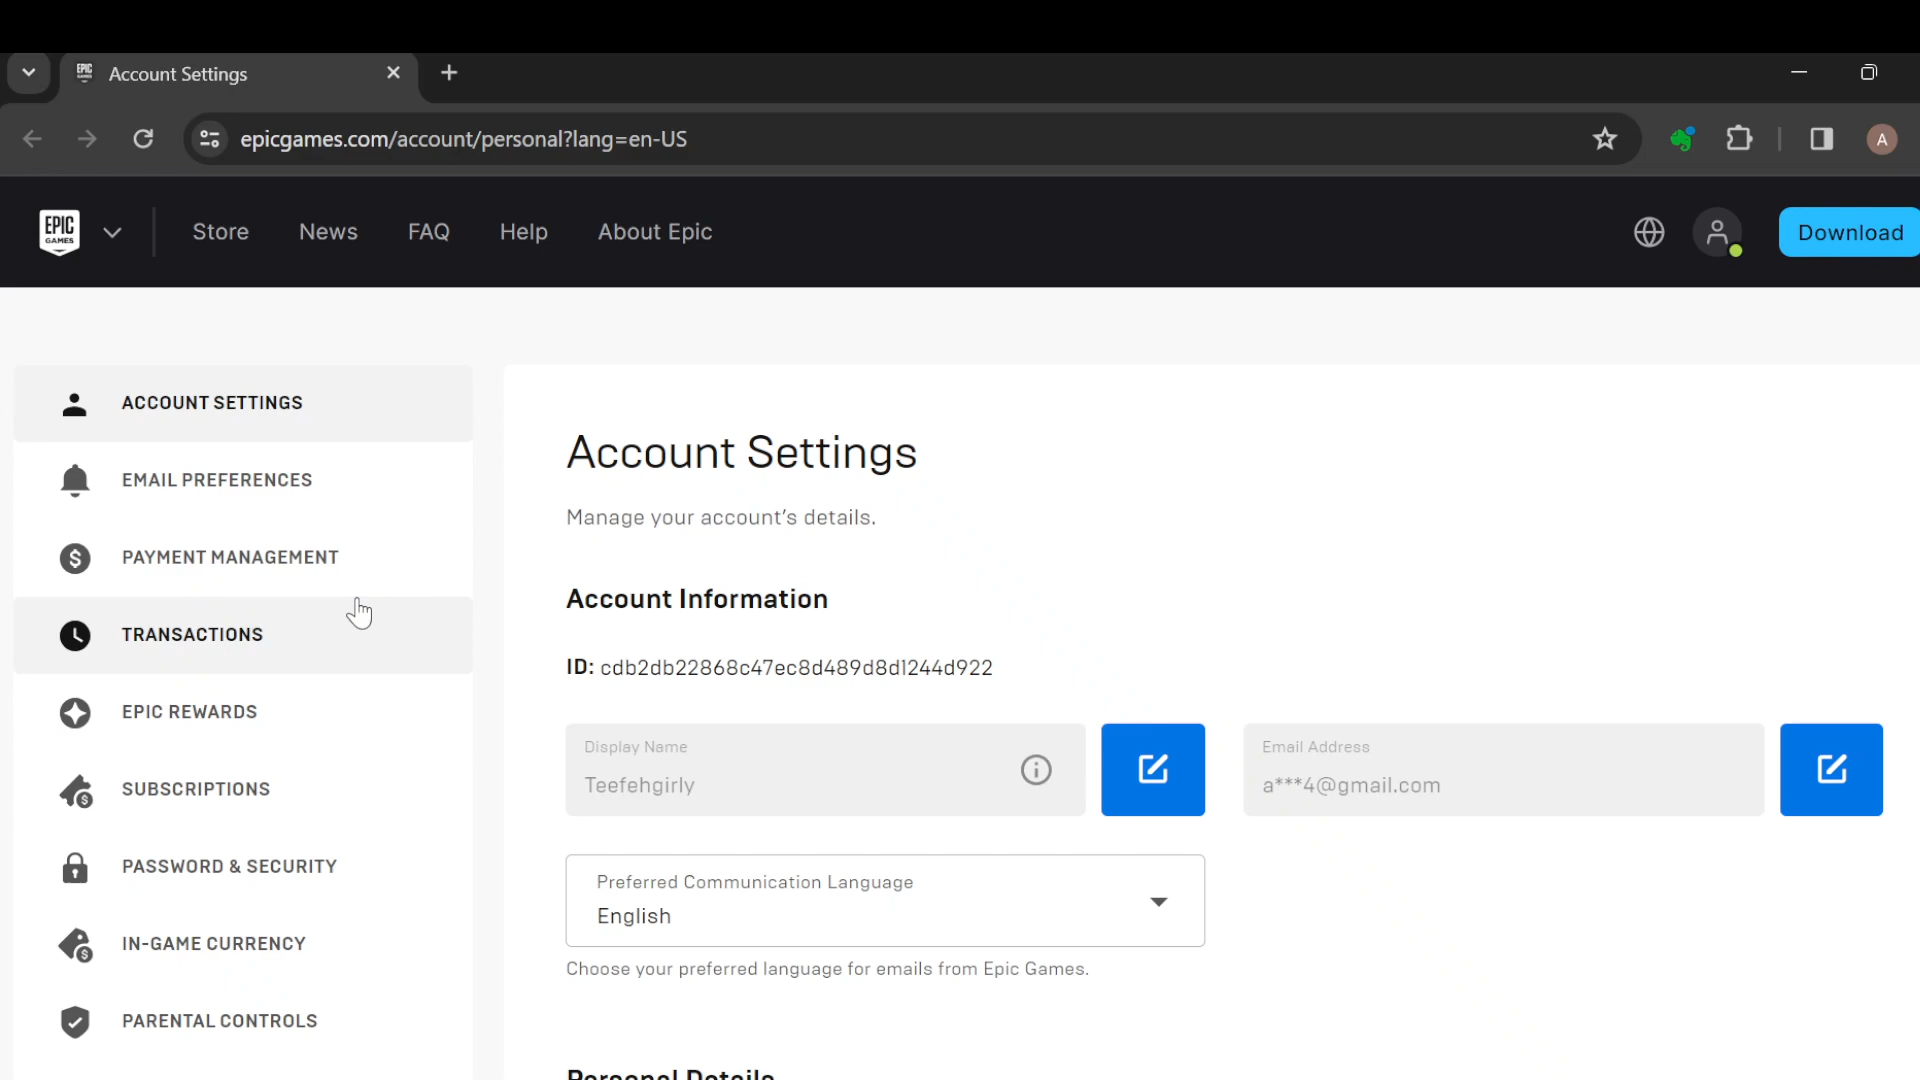 Account Settings
epicgames.com/account/personal?lang=en-US
A
EPIC GAMES
Store
News
FAQ
Help
About Epic
Download
ACCOUNT SETTINGS
EMAIL PREFERENCES
PAYMENT MANAGEMENT
TRANSACTIONS
EPIC REWARDS
SUBSCRIPTIONS
PASSWORD & SECURITY
IN-GAME CURRENCY
PARENTAL CONTROLS
Account Settings
Manage your account's details.
Account Information
ID: cdb2db22868c47ec8d489d8d1244d922
Display Name
Teefehgirly
Email Address
a***4@gmail.com
Preferred Communication Language
English
Choose your preferred language for emails from Epic Games.
Personal Details